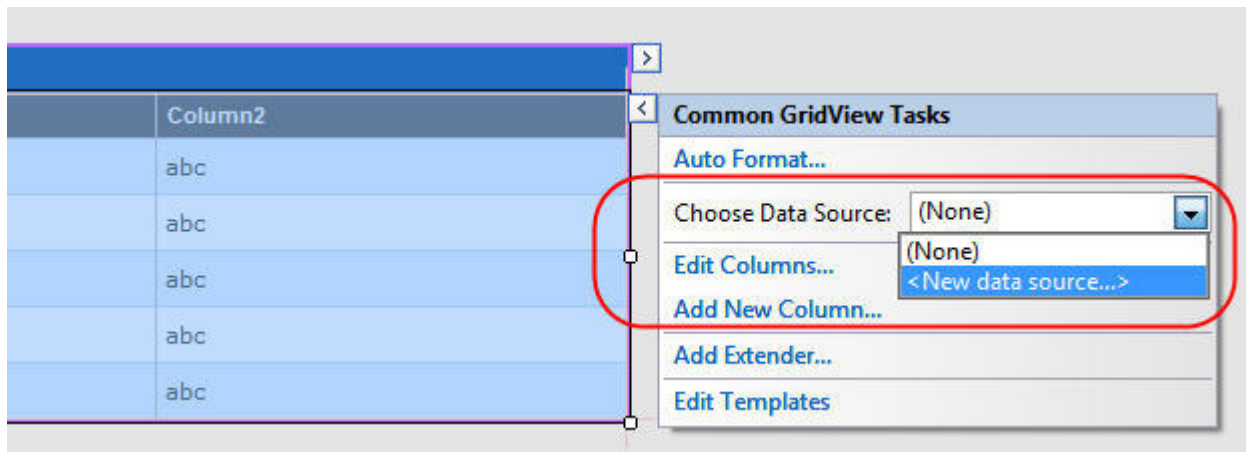 Column2
abc
abc
abc
abc
abc
Common GridView Tasks
Auto Format...
Choose Data Source: (None)
(None)
<New data source...>
Edit Columns...
Add New Column...
Add Extender...
Edit Templates